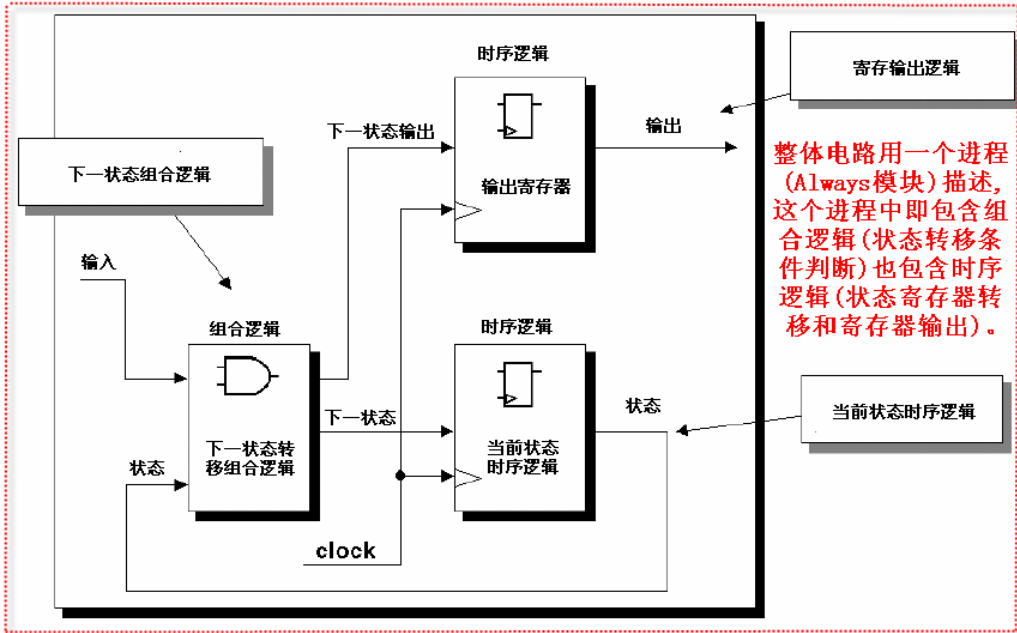 时序逻辑
寄存输出逻辑
下一状态输出
输出
输出寄存器
整体电路用一个进程
(Always模块)描述,
这个进程中即包含组
合逻辑(状态转移条
件判断)也包含时序
逻辑(状态寄存器转
移和寄存器输出)。
下一状态组合逻辑
输入
组合逻辑
时序逻辑
下一状态
状态
当前状态时序逻辑
下一状态转
移组合逻辑
当前状态
时序逻辑
状态
clock